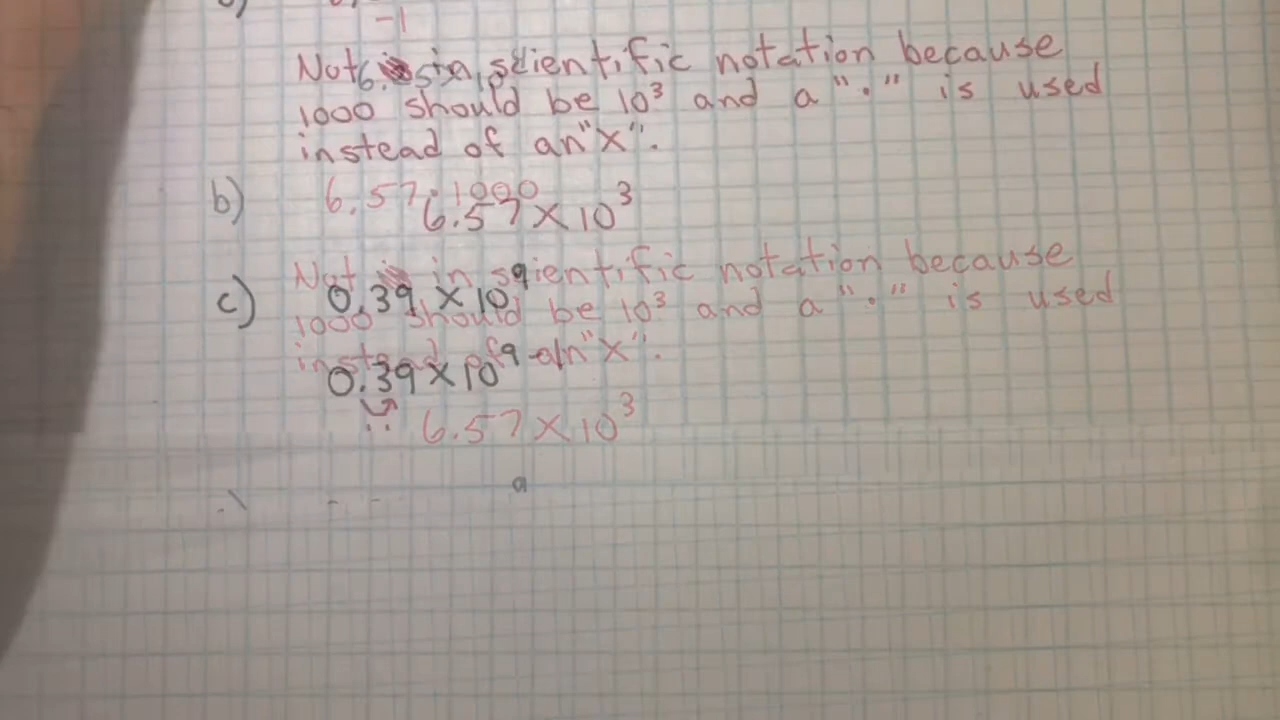 -1
Not in scientific notation because
1000 should be 10³ and a "." is used
instead of an "x".
b) 6.57·1000
6.57 x 10³
Not in scientific notation because
c) 0.39 x 10⁹
1000 should be 10³ and a "." is used
instead of an "x".
0.39 x 10⁹
6.57 x 10³
9